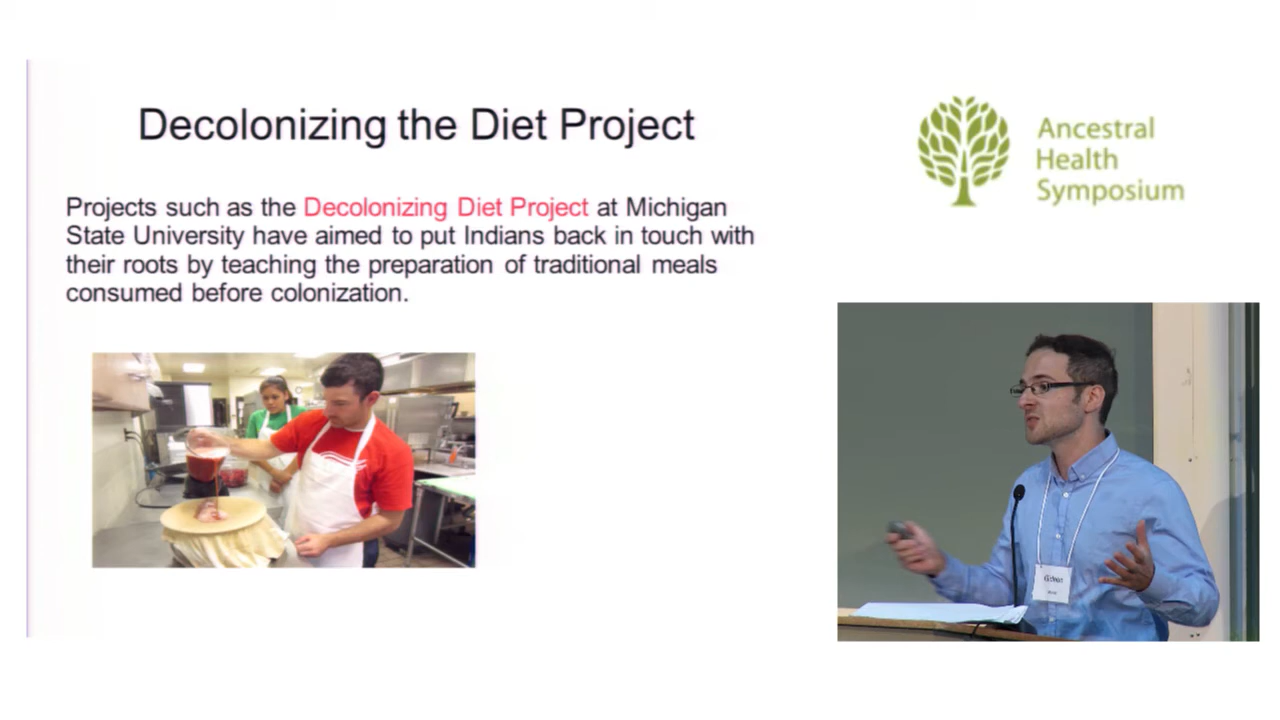 Decolonizing the Diet Project
Projects such as the Decolonizing Diet Project at Michigan
State University have aimed to put Indians back in touch with
their roots by teaching the preparation of traditional meals
consumed before colonization.
Ancestral
Health
Symposium